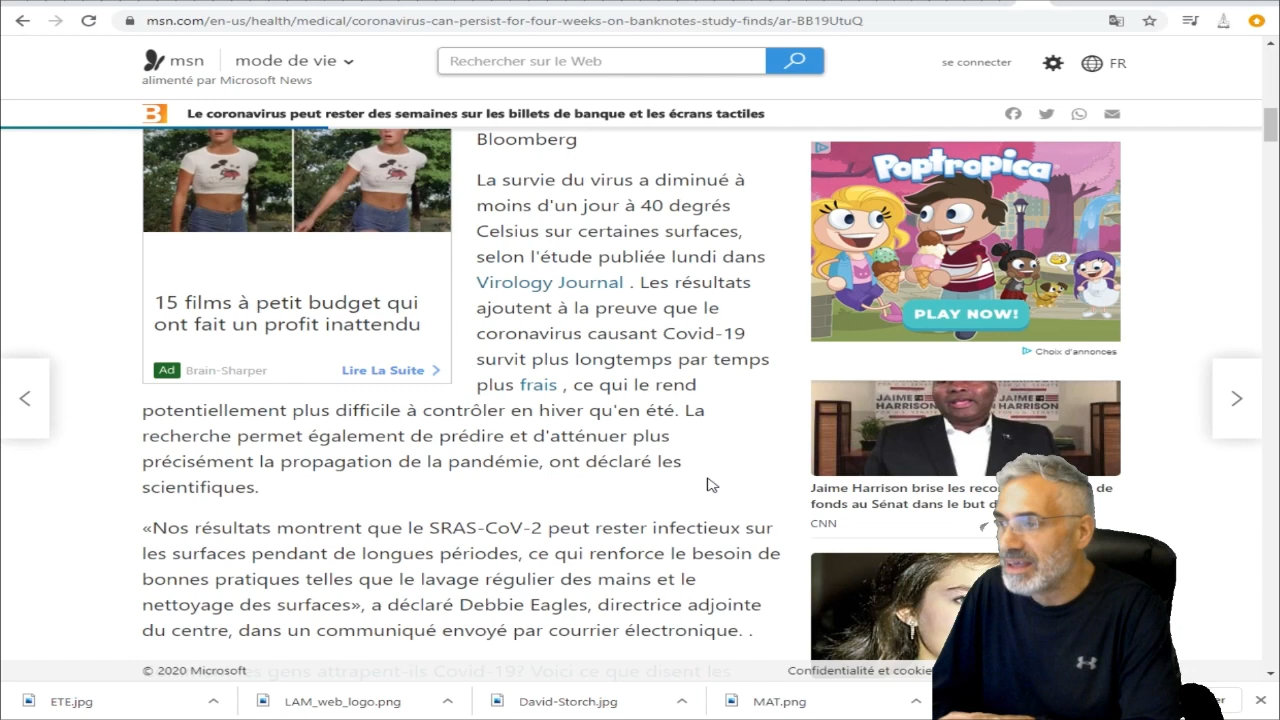 msn.com/en-us/health/medical/coronavirus-can-persist-for-four-weeks-on-banknotes-study-finds/ar-BB19UtuQ
msn
mode de vie
alimenté par Microsoft News
Rechercher sur le Web
se connecter
FR
B
Le coronavirus peut rester des semaines sur les billets de banque et les écrans tactiles
15 films à petit budget qui
ont fait un profit inattendu
Ad Brain-Sharper
Lire La Suite
Bloomberg
La survie du virus a diminué à
moins d'un jour à 40 degrés
Celsius sur certaines surfaces,
selon l'étude publiée lundi dans
Virology Journal . Les résultats
ajoutent à la preuve que le
coronavirus causant Covid-19
survit plus longtemps par temps
plus frais , ce qui le rend
potentiellement plus difficile à contrôler en hiver qu'en été. La
recherche permet également de prédire et d'atténuer plus
précisément la propagation de la pandémie, ont déclaré les
scientifiques.
«Nos résultats montrent que le SRAS-CoV-2 peut rester infectieux sur
les surfaces pendant de longues périodes, ce qui renforce le besoin de
bonnes pratiques telles que le lavage régulier des mains et le
nettoyage des surfaces», a déclaré Debbie Eagles, directrice adjointe
du centre, dans un communiqué envoyé par courrier électronique. .
gens attrapent-ils Covid-19? Voici ce que disent les
Poptropica
PLAY NOW!
Choix d'annonces
JAIME HARRISON
Jaime Harrison brise les de
fonds au Sénat dans le but
CNN
© 2020 Microsoft
Confidentialité et cookie
ETE.jpg
LAM_web_logo.png
David-Storch.jpg
MAT.png